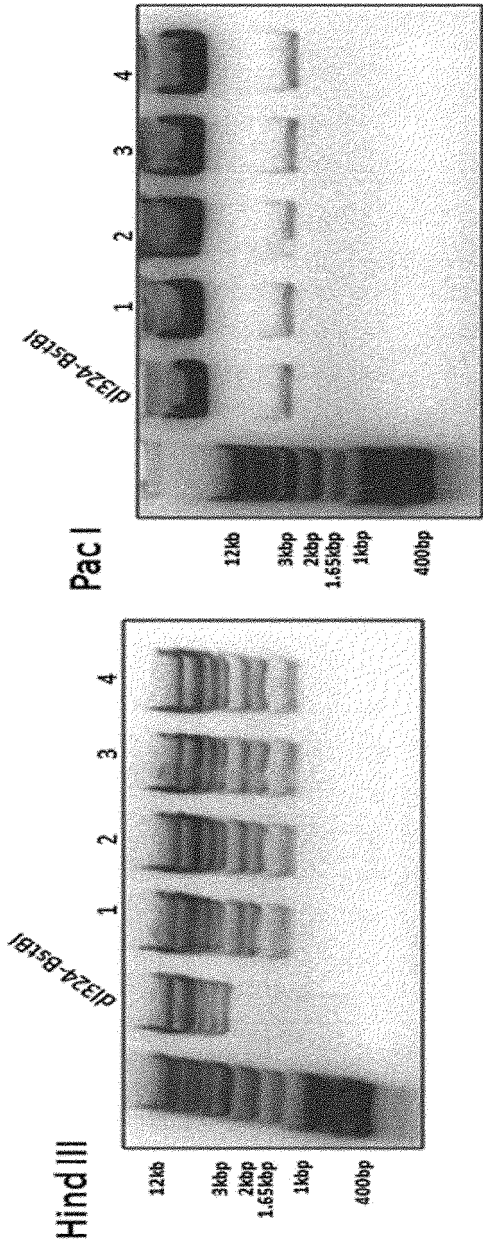 Hind III
dl324-BstBI
1 2 3 4
12kb
3kbp
2kbp
1.65kbp
1kbp
400bp
Pac I
dl324-BstBI
1 2 3 4
12kb
3kbp
2kbp
1.65kbp
1kbp
400bp